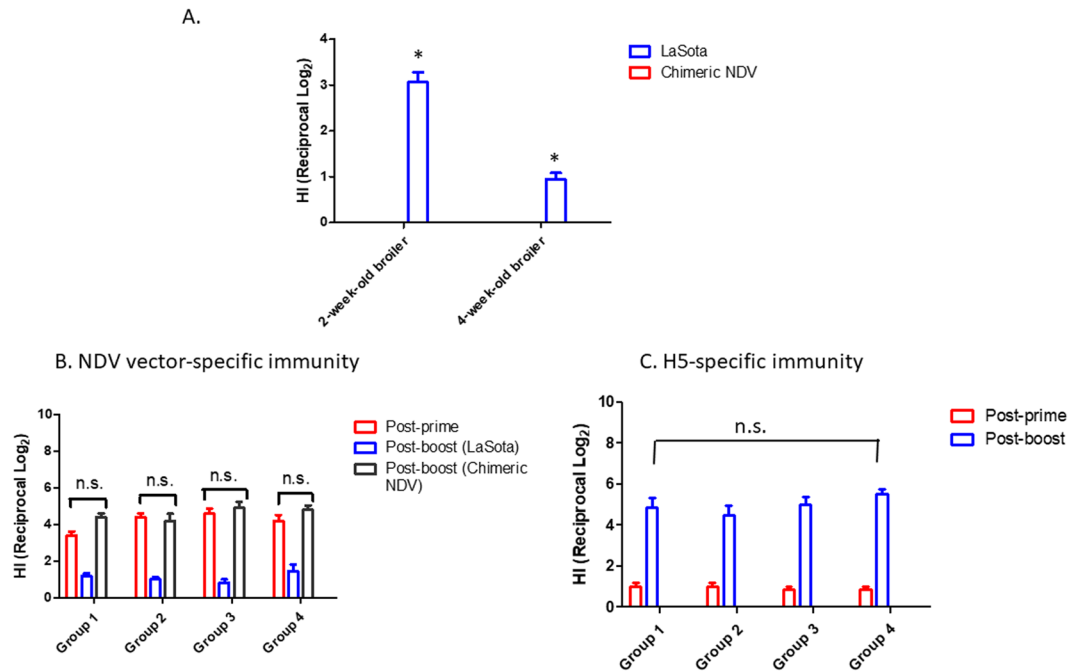 A.
HI (Reciprocal Log2)
4
3
2
1
0
*
*
2-week-old broiler
4-week-old broiler
LaSota
Chimeric NDV
B. NDV vector-specific immunity
HI (Reciprocal Log2)
10
8
6
4
2
0
n.s.
n.s.
n.s.
n.s.
Group 1
Group 2
Group 3
Group 4
Post-prime
Post-boost (LaSota)
Post-boost (Chimeric
NDV)
C. H5-specific immunity
HI (Reciprocal Log2)
10
8
6
4
2
0
n.s.
Group 1
Group 2
Group 3
Group 4
Post-prime
Post-boost